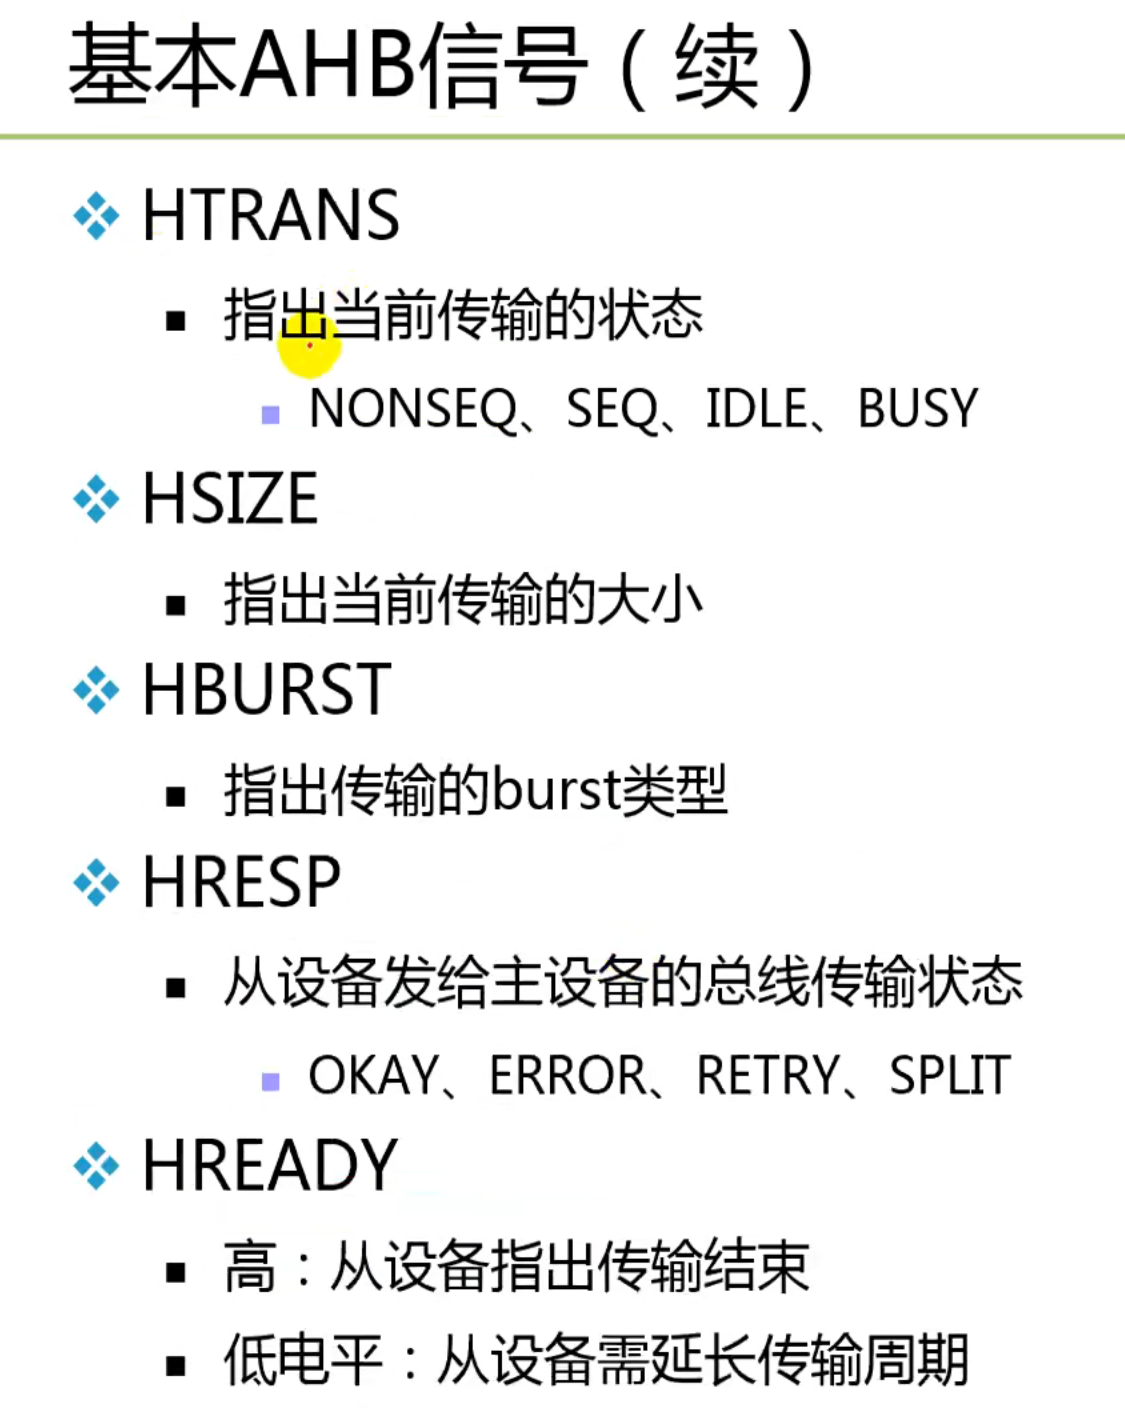 基本AHB信号（续）
HTRANS
指出当前传输的状态
NONSEQ、SEQ、IDLE、BUSY
HSIZE
指出当前传输的大小
HBURST
指出传输的burst类型
HRESP
从设备发给主设备的总线传输状态
OKAY、ERROR、RETRY、SPLIT
HREADY
高：从设备指出传输结束
低电平：从设备需延长传输周期